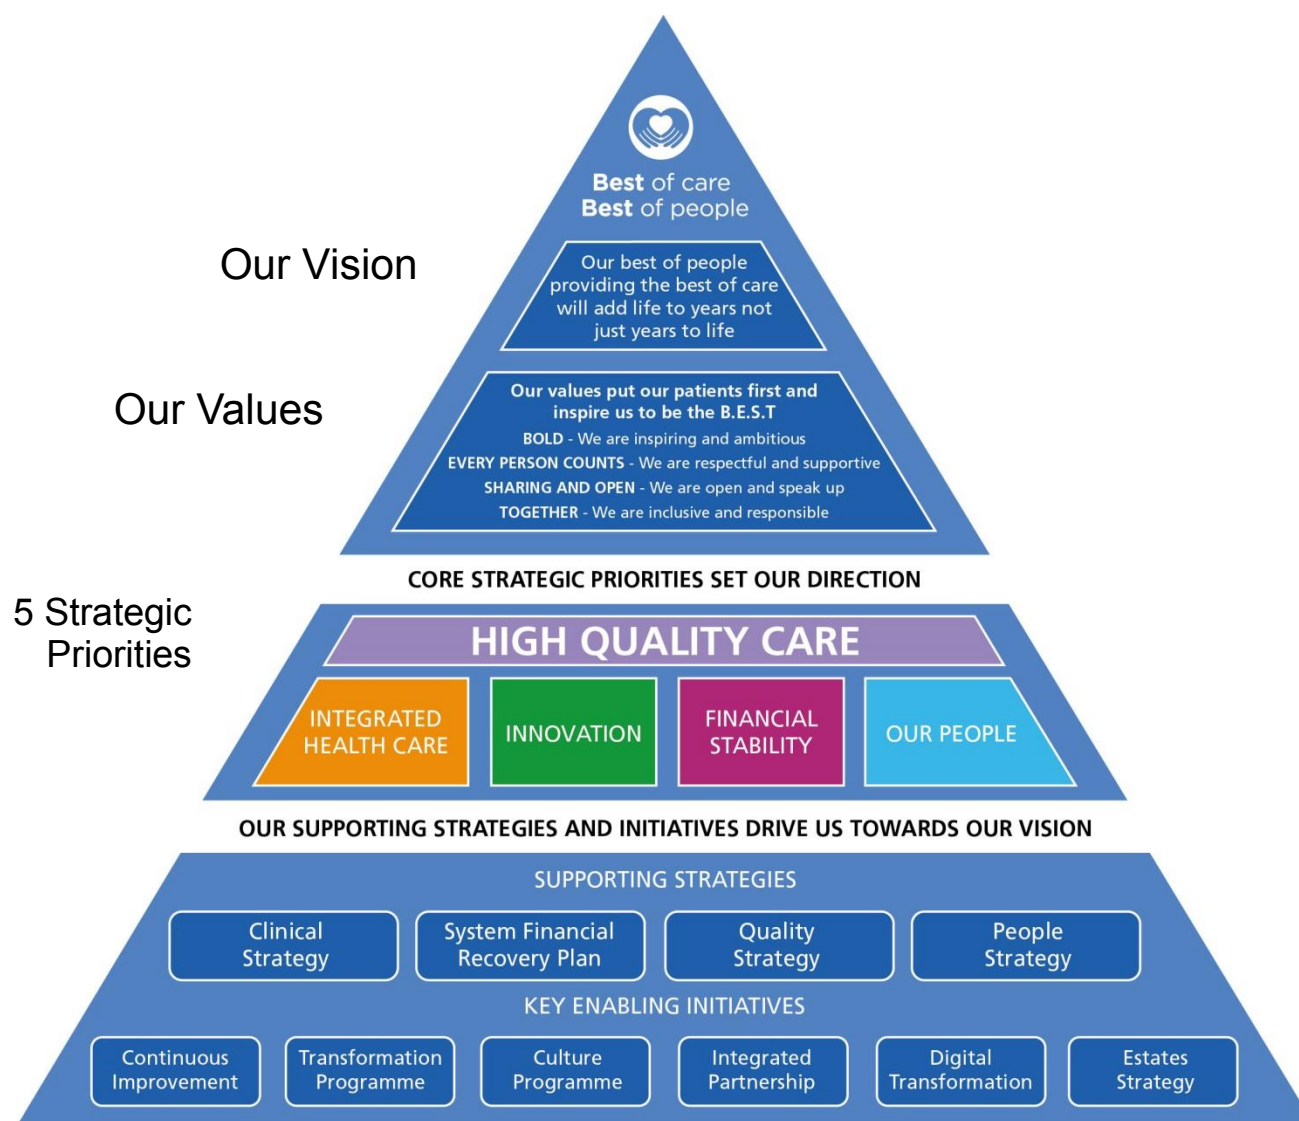 Best of care
Best of people
Our Vision
Our best of people
providing the best of care
will add life to years not
just years to life
Our Values
Our values put our patients first and
inspire us to be the B.E.S.T
BOLD - We are inspiring and ambitious
EVERY PERSON COUNTS - We are respectful and supportive
SHARING AND OPEN - We are open and speak up
TOGETHER - We are inclusive and responsible
CORE STRATEGIC PRIORITIES SET OUR DIRECTION
5 Strategic
Priorities
HIGH QUALITY CARE
INTEGRATED
HEALTH CARE
INNOVATION
FINANCIAL
STABILITY
OUR PEOPLE
OUR SUPPORTING STRATEGIES AND INITIATIVES DRIVE US TOWARDS OUR VISION
SUPPORTING STRATEGIES
Clinical
Strategy
System Financial
Recovery Plan
Quality
Strategy
People
Strategy
KEY ENABLING INITIATIVES
Continuous
Improvement
Transformation
Programme
Culture
Programme
Integrated
Partnership
Digital
Transformation
Estates
Strategy